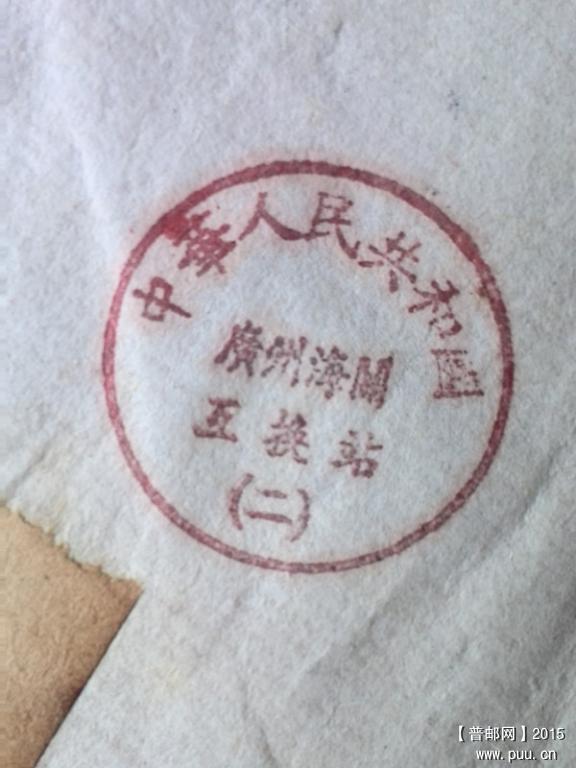 中華人民共和國
廣州海關
互換站
(二)
【普邮网】2015
www.puu.cn